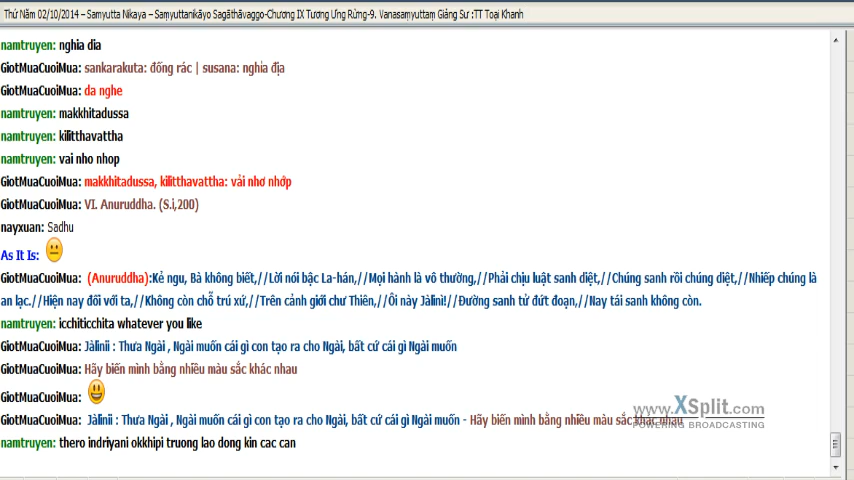 Thứ Năm 02/10/2014 – Samyutta Nikaya – Saṃyuttanikāyo Sagāthāvaggo-Chương IX Tương Ưng Rừng-9. Vanasaṃyuttaṃ Giảng Sư :TT Toại Khanh
namtruyen: nghia dia
GiotMuaCuoiMua: sankarakuta: đống rác | susana: nghịa địa
GiotMuaCuoiMua: da nghe
namtruyen: makkhitadussa
namtruyen: kilitthavattha
namtruyen: vai nho nhop
GiotMuaCuoiMua: makkhitadussa, kilitthavattha: vải nhơ nhớp
GiotMuaCuoiMua: VI. Anuruddha. (S.i,200)
nayxuan: Sadhu
As It Is:
GiotMuaCuoiMua: (Anuruddha):Kẻ ngu, Bà không biết,//Lời nói bậc La-hán,//Mọi hành là vô thường,//Phải chịu luật sanh diệt,//Chúng sanh rồi chúng diệt,//Nhiếp chúng là
an lạc.//Hiện nay đối với ta,//Không còn chỗ trú xứ,//Trên cảnh giới chư Thiên,//Ôi này Jàlinì!//Đường sanh tử đứt đoạn,//Nay tái sanh không còn.
namtruyen: icchiticchita whatever you like
GiotMuaCuoiMua: Jàlinii : Thưa Ngài , Ngài muốn cái gì con tạo ra cho Ngài, bất cứ cái gì Ngài muốn
GiotMuaCuoiMua: Hãy biến mình bằng nhiều màu sắc khác nhau
GiotMuaCuoiMua:
GiotMuaCuoiMua: Jàlinii : Thưa Ngài , Ngài muốn cái gì con tạo ra cho Ngài, bất cứ cái gì Ngài muốn - Hãy biến mình bằng nhiều màu sắc khác nhau
www.XSplit.com
POWERING BROADCASTING
namtruyen: thero indriyani okkhipi truong lao dong kin cac can